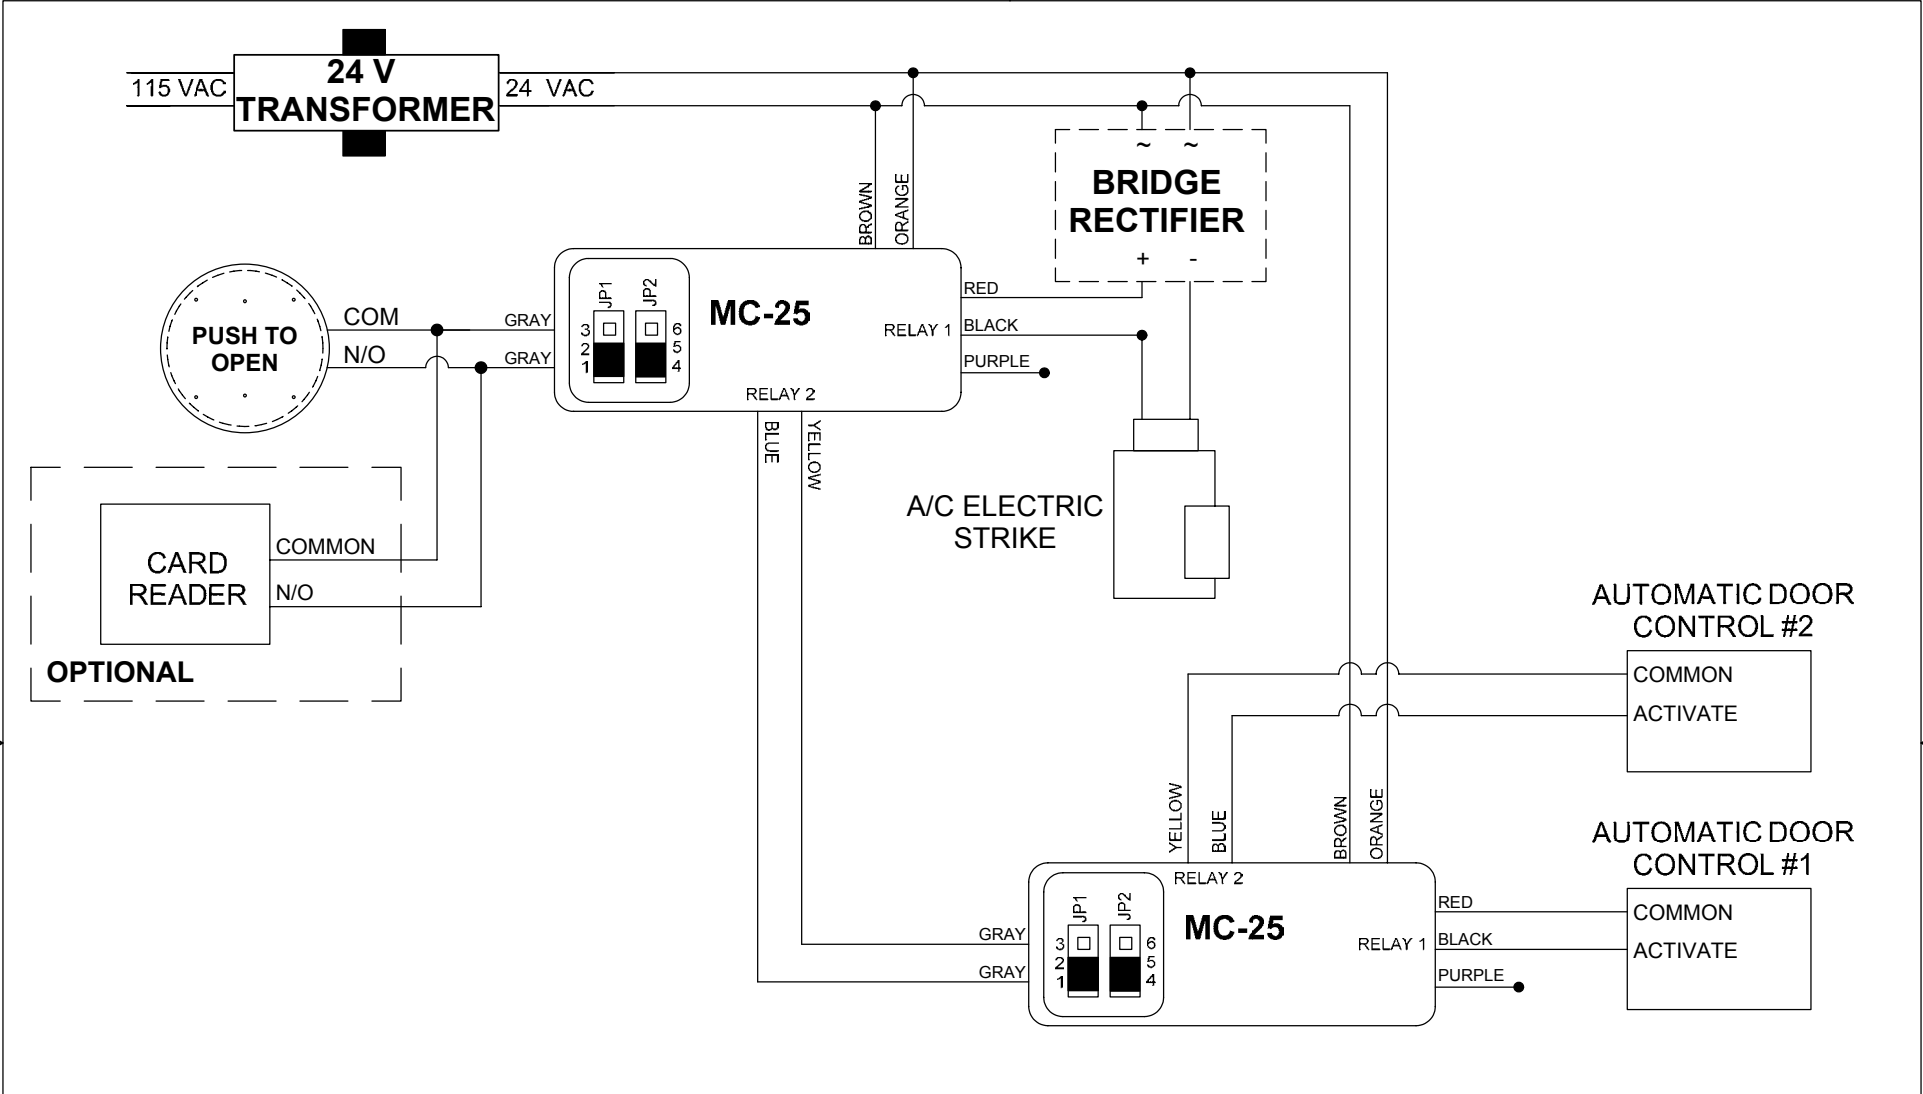 24 V
TRANSFORMER
115 VAC
24 VAC
BROWN
ORANGE
~ ~
BRIDGE
RECTIFIER
+ -
PUSH TO
OPEN
COM
N/O
GRAY
GRAY
JP1
JP2
3
2
1
6
5
4
MC-25
RELAY 1
RELAY 2
RED
BLACK
PURPLE
BLUE
YELLOW
A/C ELECTRIC
STRIKE
CARD
READER
COMMON
N/O
OPTIONAL
AUTOMATIC DOOR
CONTROL #2
COMMON
ACTIVATE
YELLOW
BLUE
BROWN
ORANGE
AUTOMATIC DOOR
CONTROL #1
COMMON
ACTIVATE
RELAY 2
JP1
JP2
3
2
1
6
5
4
MC-25
RELAY 1
RED
BLACK
PURPLE
GRAY
GRAY